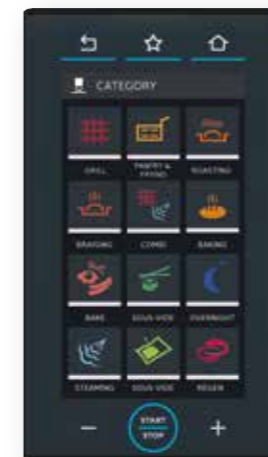 CATEGORY
GRILL
PASTRY &
FRYING
ROASTING
BRAISING
COMBI
BAKING
BAKE
SOUS-VIDE
OVERNIGHT
STEAMING
SOUS-VIDE
REGEN
START
STOP